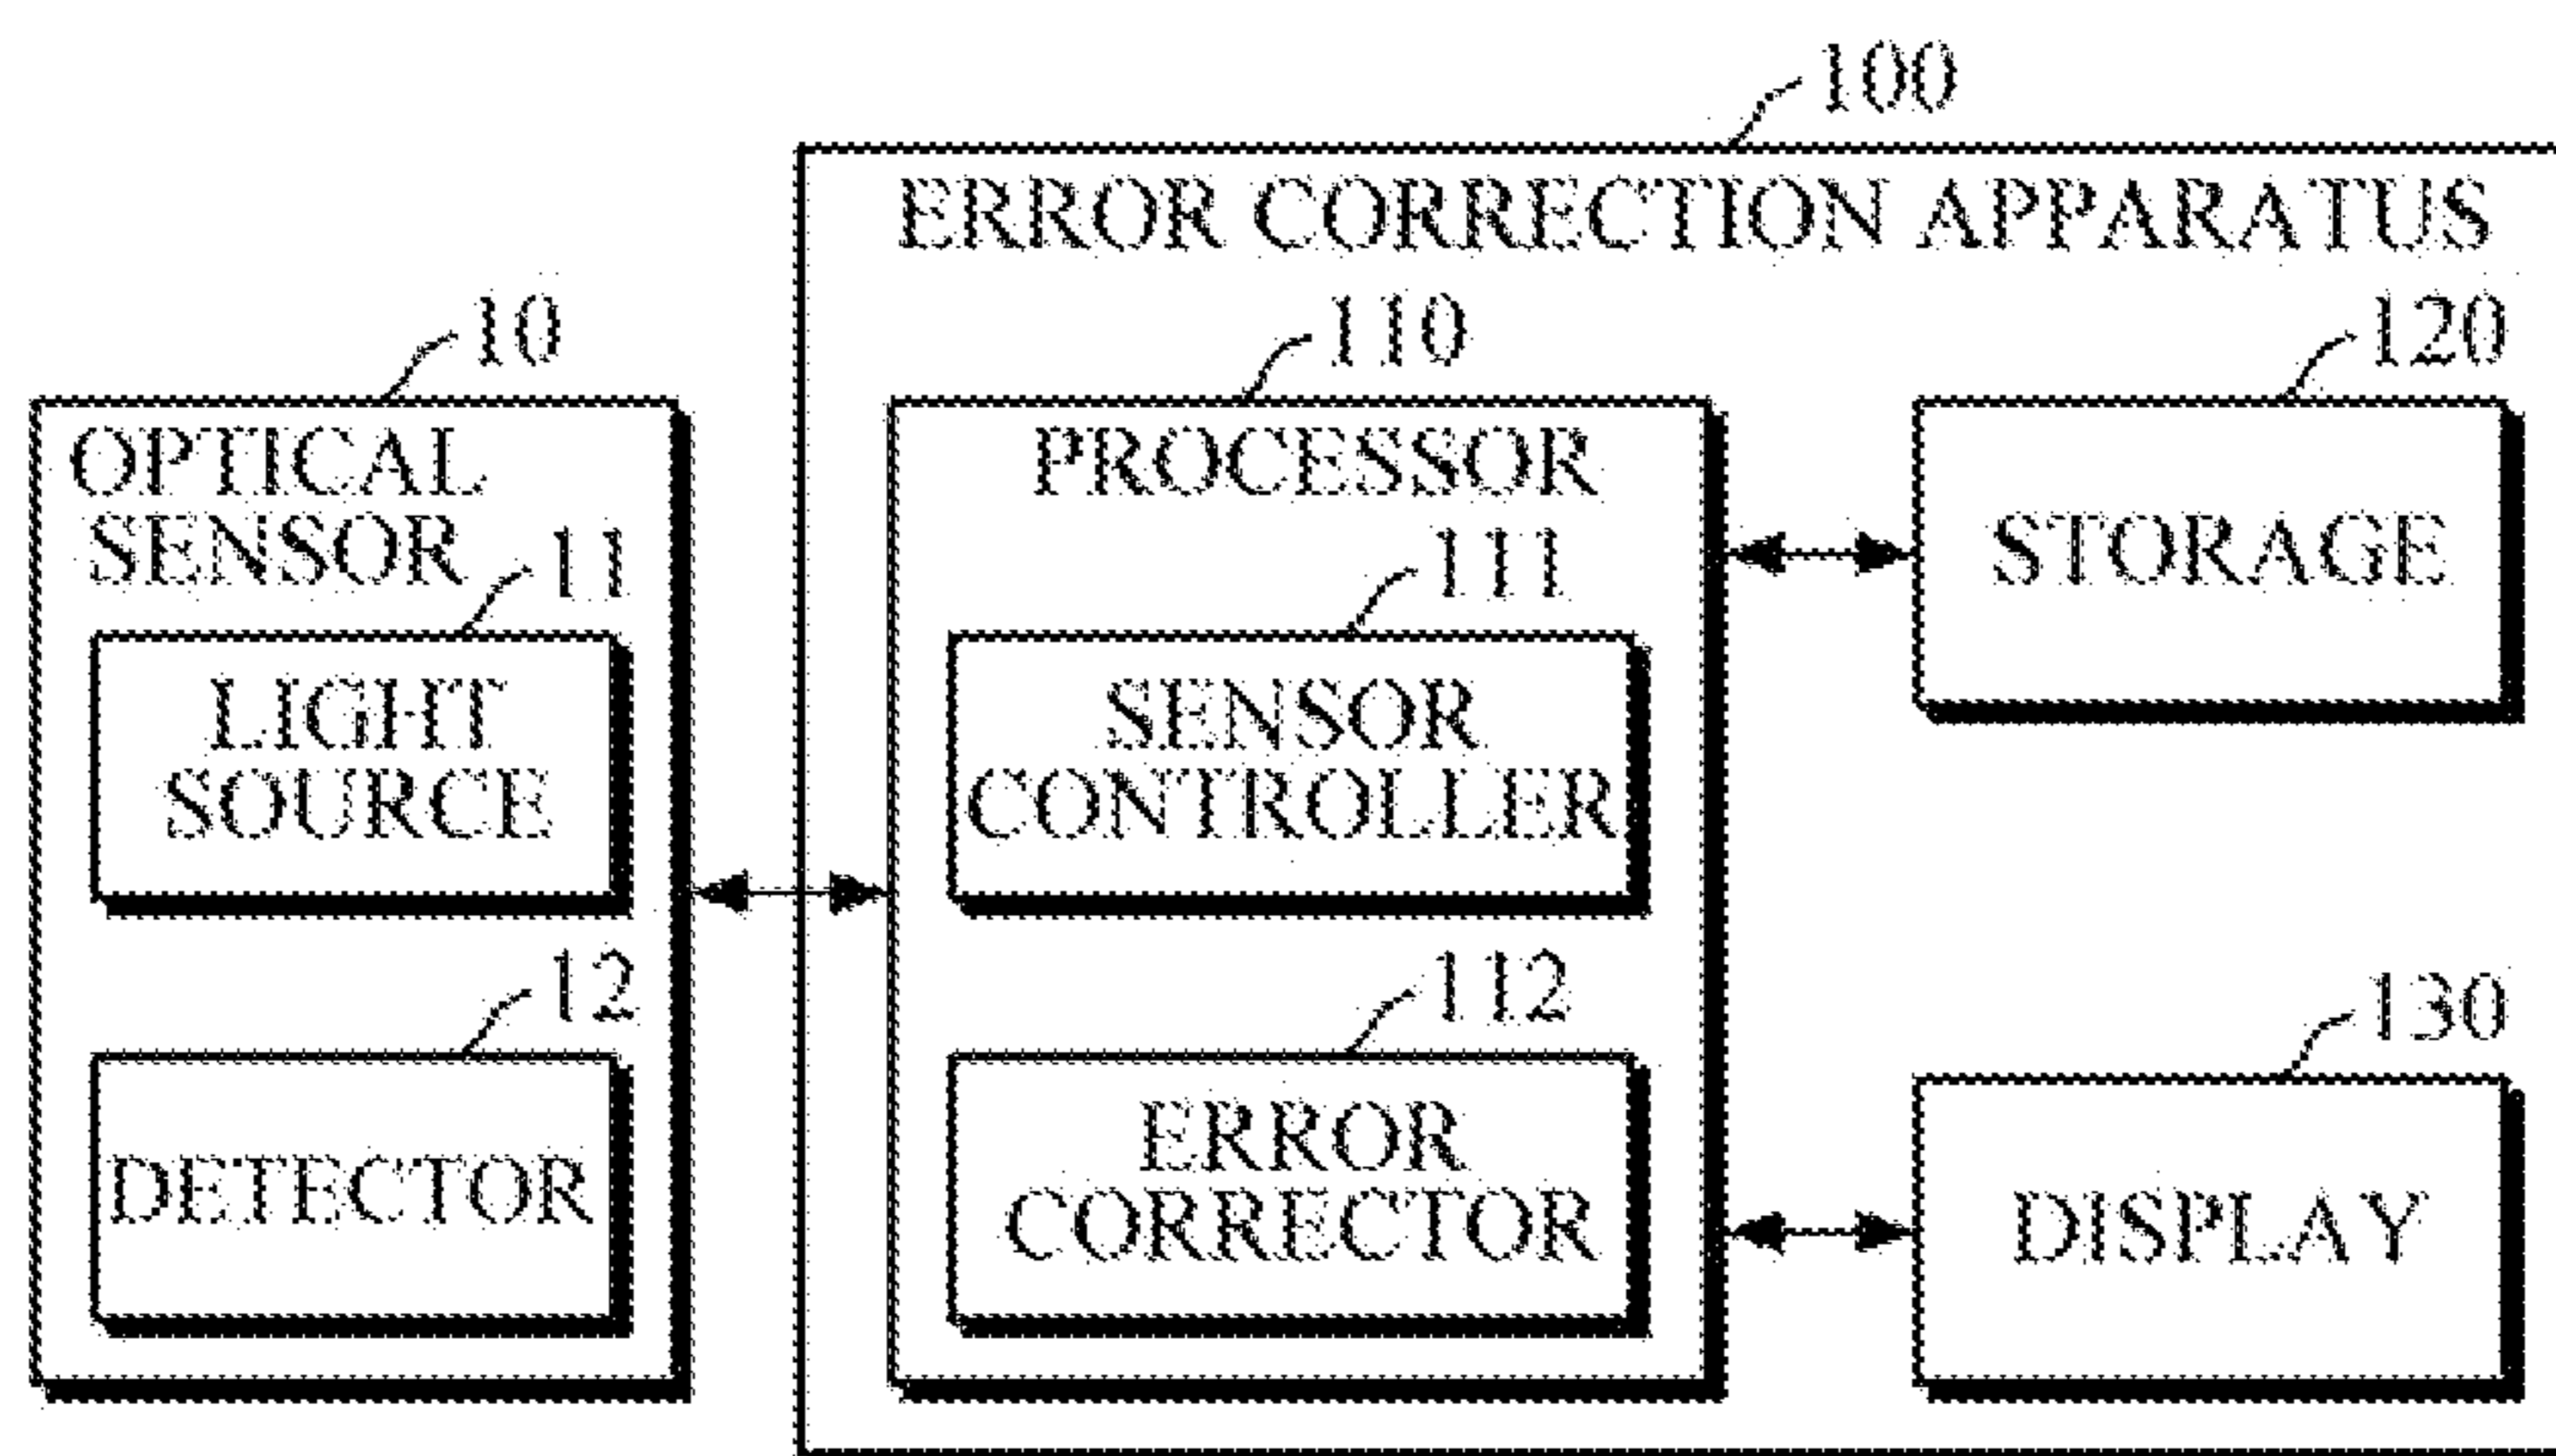 100
ERROR CORRECTION APPARATUS
10
110
120
OPTICAL
SENSOR
11
LIGHT
SOURCE
12
DETECTOR
PROCESSOR
111
SENSOR
CONTROLLER
112
ERROR
CORRECTOR
STORAGE
130
DISPLAY